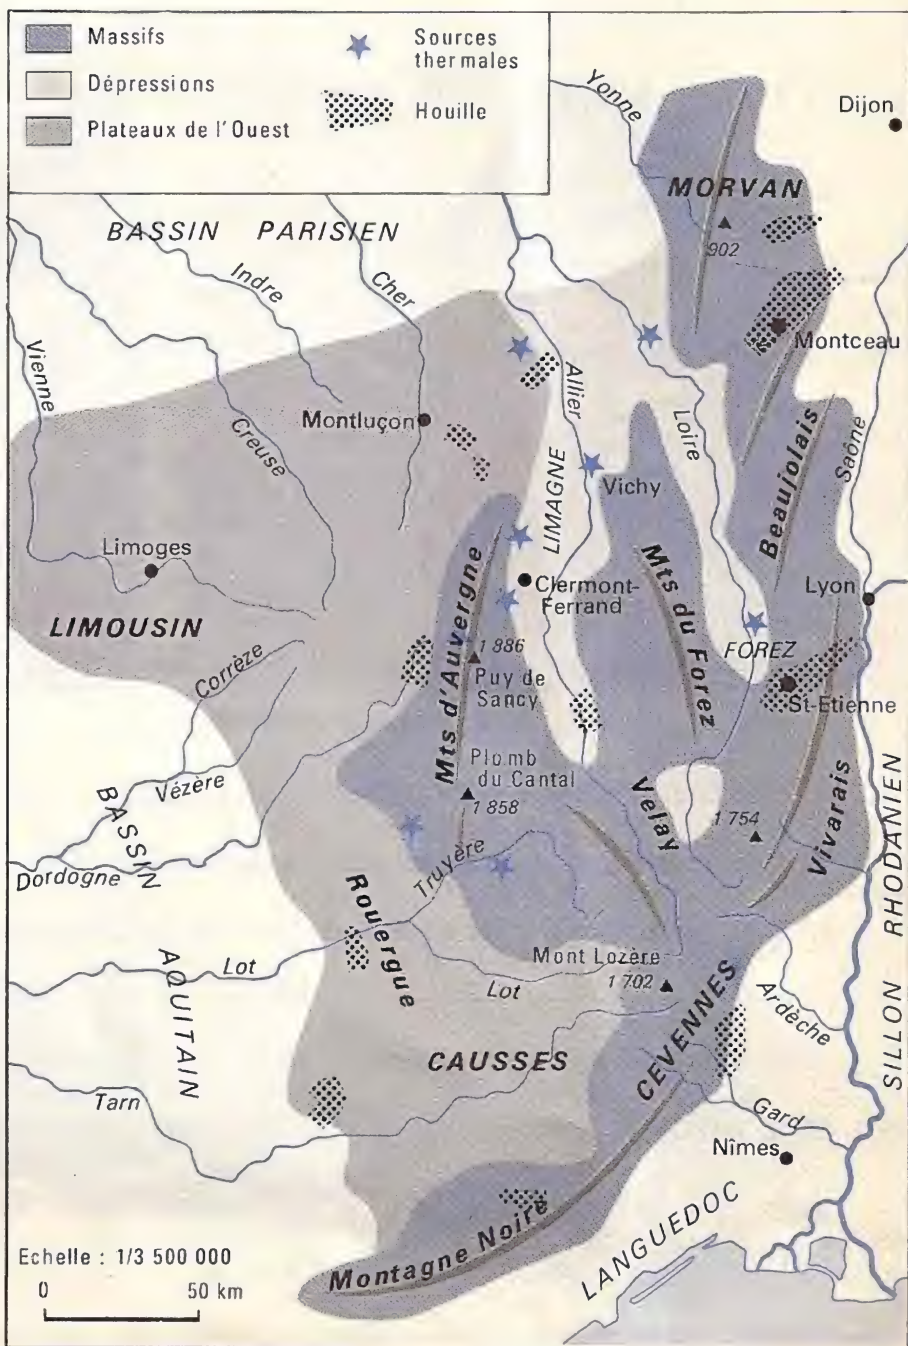 Massifs
Dépressions
Plateaux de l'Ouest
Sources
thermales
Houille
Yonne
Dijon
MORVAN
902
BASSIN PARISIEN
Indre
Cher
Vienne
Montceau
Allier
Loire
Montluçon
Creuse
Beaujolais
Saône
LIMAGNE
Vichy
Limoges
Clermont-
Ferrand
Mts d'Auvergne
Mts du Forez
Lyon
LIMOUSIN
Corrèze
1 886
Puy de
Sancy
FOREZ
St-Etienne
Plomb
du Cantal
1 858
Vézère
BASSIN
Velay
1 754
Vivarais
Dordogne
Truyère
Rouergue
SILLON RHODANIEN
AQUITAIN
Lot
Lot
Mont Lozère
1 702
Ardèche
CAUSSES
CEVENNES
Tarn
Gard
Nîmes
Montagne Noire
LANGUEDOC
Echelle : 1/3 500 000
0 50 km